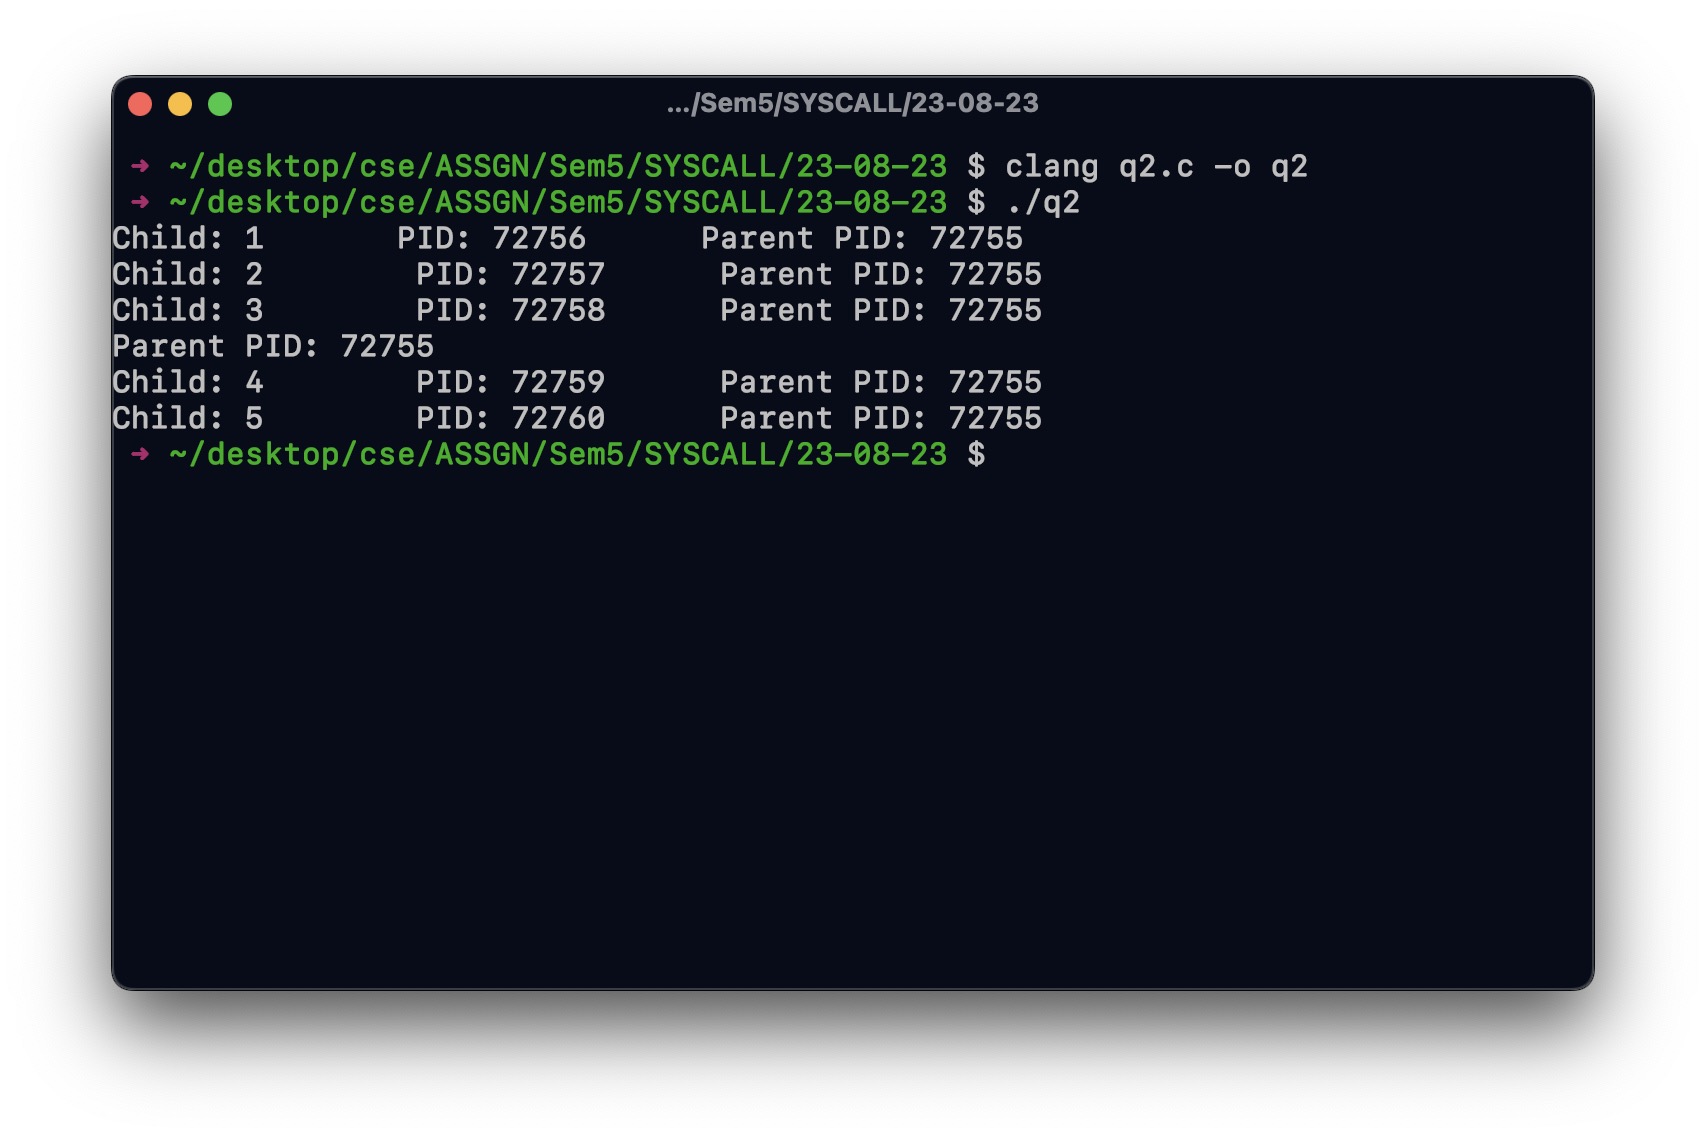 .../Sem5/SYSCALL/23-08-23
➜ ~/desktop/cse/ASSGN/Sem5/SYSCALL/23-08-23 $ clang q2.c -o q2
➜ ~/desktop/cse/ASSGN/Sem5/SYSCALL/23-08-23 $ ./q2
Child: 1       PID: 72756      Parent PID: 72755
Child: 2        PID: 72757      Parent PID: 72755
Child: 3        PID: 72758      Parent PID: 72755
Parent PID: 72755
Child: 4        PID: 72759      Parent PID: 72755
Child: 5        PID: 72760      Parent PID: 72755
➜ ~/desktop/cse/ASSGN/Sem5/SYSCALL/23-08-23 $